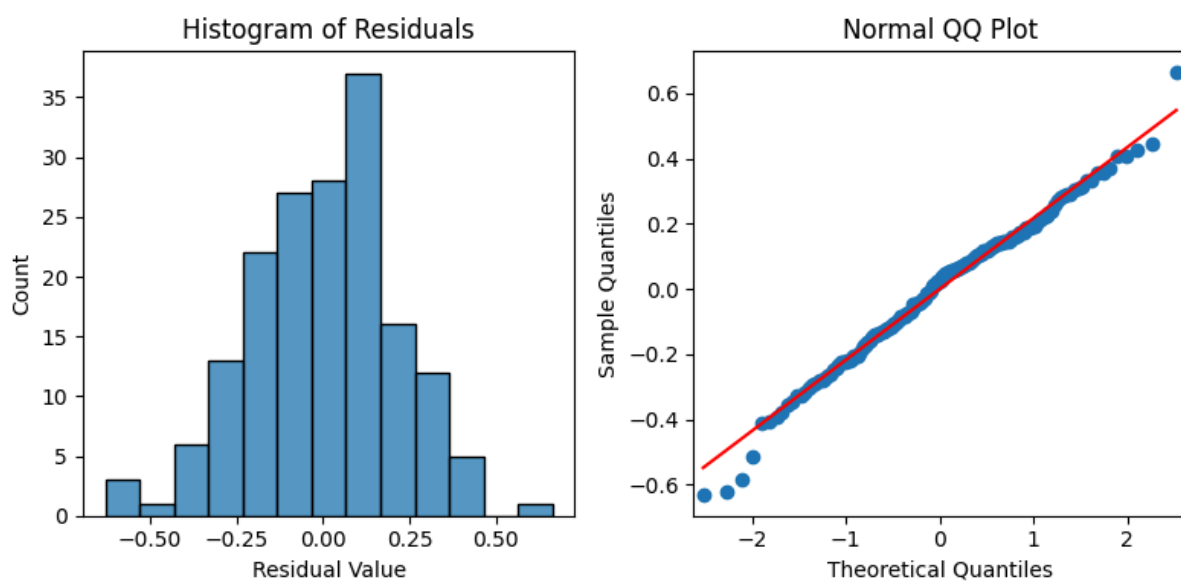 Histogram of Residuals
Count
35
30
25
20
15
10
5
0
−0.50 −0.25 0.00 0.25 0.50
Residual Value
Normal QQ Plot
Sample Quantiles
0.6
0.4
0.2
0.0
−0.2
−0.4
−0.6
−2 −1 0 1 2
Theoretical Quantiles